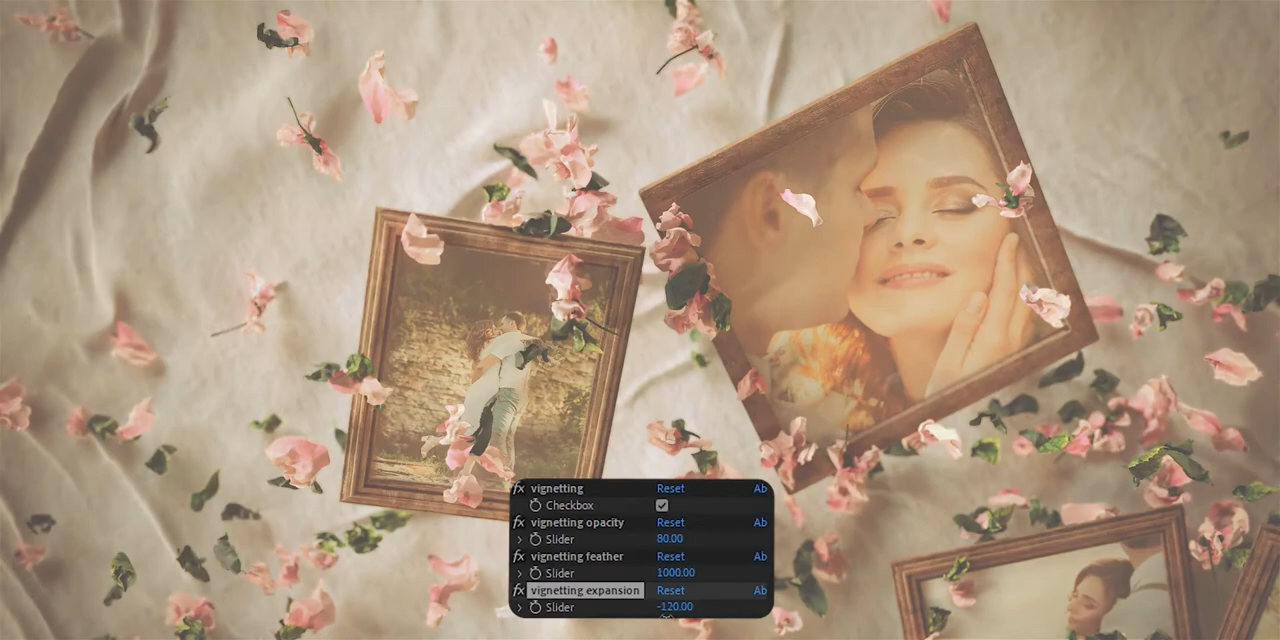 fx vignetting Reset Ab
Checkbox
fx vignetting opacity Reset Ab
Slider 80.00
fx vignetting feather Reset Ab
Slider 1000.00
fx vignetting expansion Reset Ab
Slider -120.00